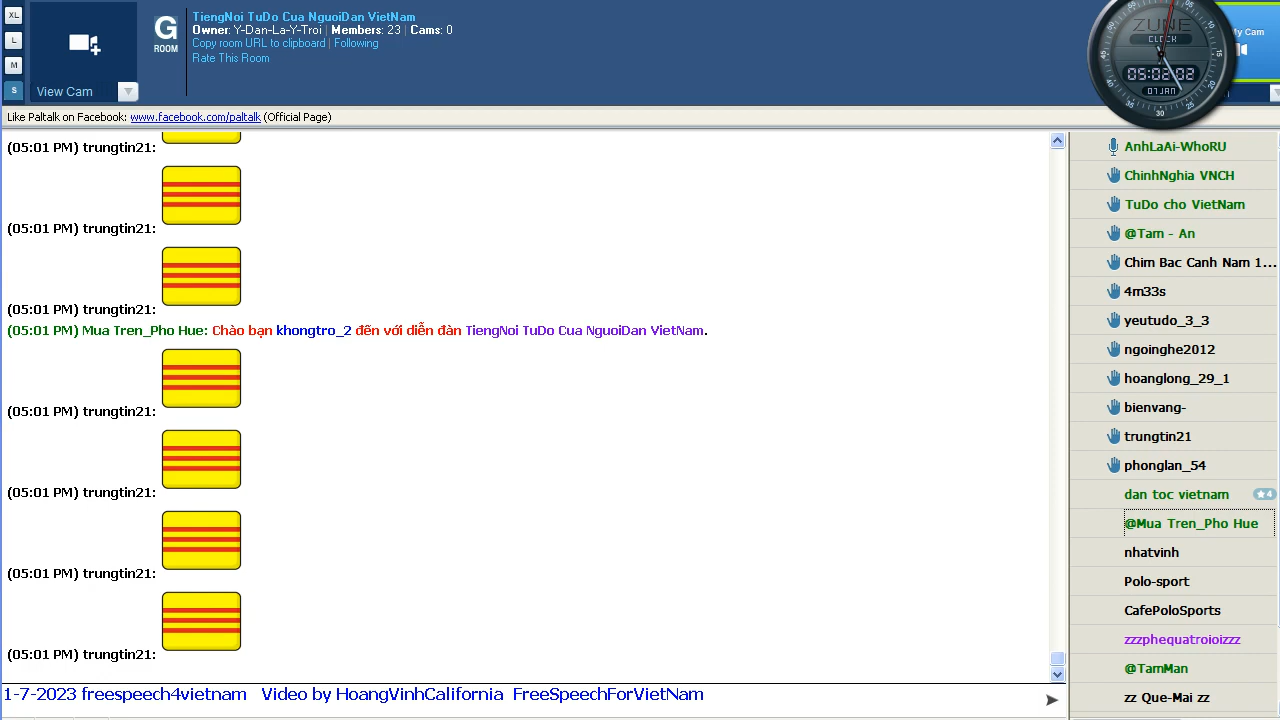 XL
L
M
S
View Cam
G
ROOM
TiengNoi TuDo Cua NguoiDan VietNam
Owner: Y-Dan-La-Y-Troi | Members: 23 | Cams: 0
Copy room URL to clipboard | Following
Rate This Room
ZUNE
CLOCK
05:02:02
07JAN
My Cam
Like Paltalk on Facebook: www.facebook.com/paltalk (Official Page)
(05:01 PM) trungtin21:
(05:01 PM) trungtin21:
(05:01 PM) trungtin21:
(05:01 PM) Mua Tren_Pho Hue: Chào bạn khongtro_2 đến với diễn đàn TiengNoi TuDo Cua NguoiDan VietNam.
(05:01 PM) trungtin21:
(05:01 PM) trungtin21:
(05:01 PM) trungtin21:
(05:01 PM) trungtin21:
1-7-2023 freespeech4vietnam   Video by HoangVinhCalifornia  FreeSpeechForVietNam
AnhLaAi-WhoRU
ChinhNghia VNCH
TuDo cho VietNam
@Tam - An
Chim Bac Canh Nam 1...
4m33s
yeutudo_3_3
ngoinghe2012
hoanglong_29_1
bienvang-
trungtin21
phonglan_54
dan toc vietnam ★4
@Mua Tren_Pho Hue
nhatvinh
Polo-sport
CafePoloSports
zzzphequatroioizzz
@TamMan
zz Que-Mai zz